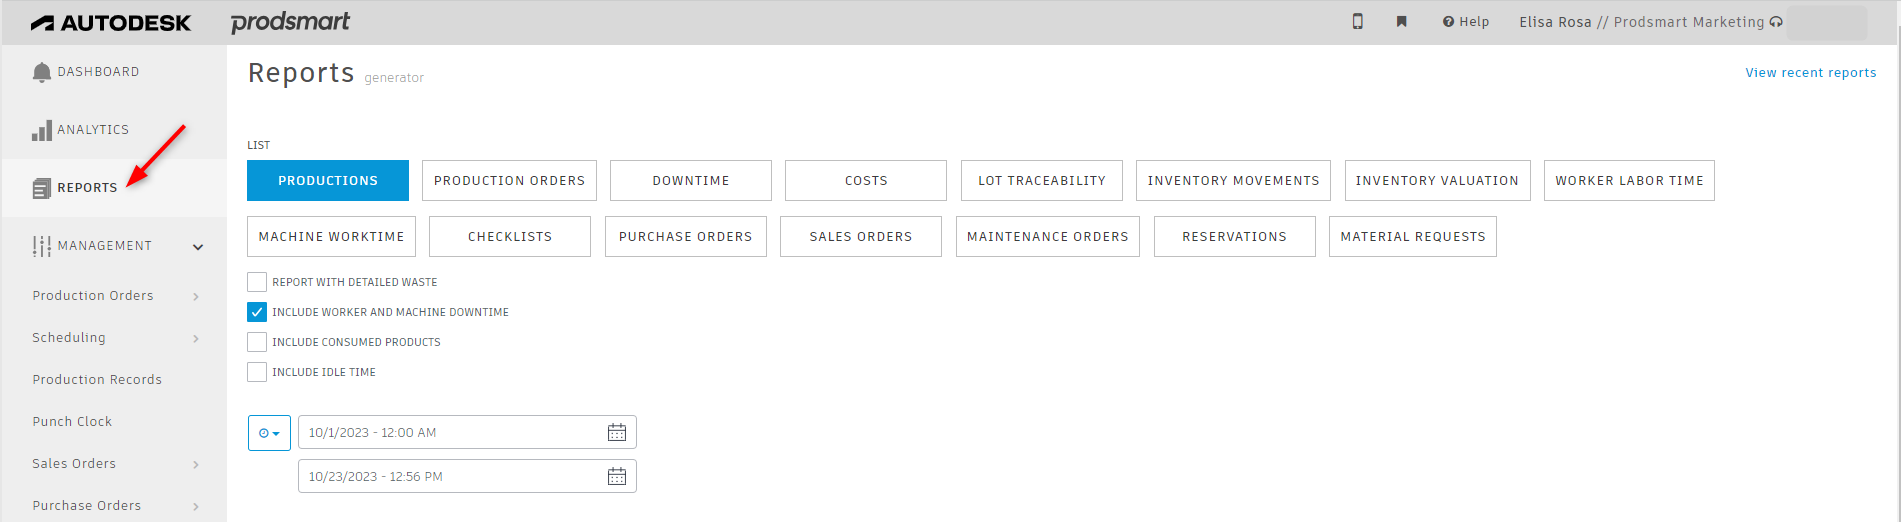 AUTODESK prodsmart Help Elisa Rosa // Prodsmart Marketing
DASHBOARD
ANALYTICS
REPORTS
MANAGEMENT
Production Orders
Scheduling
Production Records
Punch Clock
Sales Orders
Purchase Orders
Reports generator
View recent reports
LIST
PRODUCTIONS PRODUCTION ORDERS DOWNTIME COSTS LOT TRACEABILITY INVENTORY MOVEMENTS INVENTORY VALUATION WORKER LABOR TIME
MACHINE WORKTIME CHECKLISTS PURCHASE ORDERS SALES ORDERS MAINTENANCE ORDERS RESERVATIONS MATERIAL REQUESTS
REPORT WITH DETAILED WASTE
INCLUDE WORKER AND MACHINE DOWNTIME
INCLUDE CONSUMED PRODUCTS
INCLUDE IDLE TIME
10/1/2023 - 12:00 AM
10/23/2023 - 12:56 PM